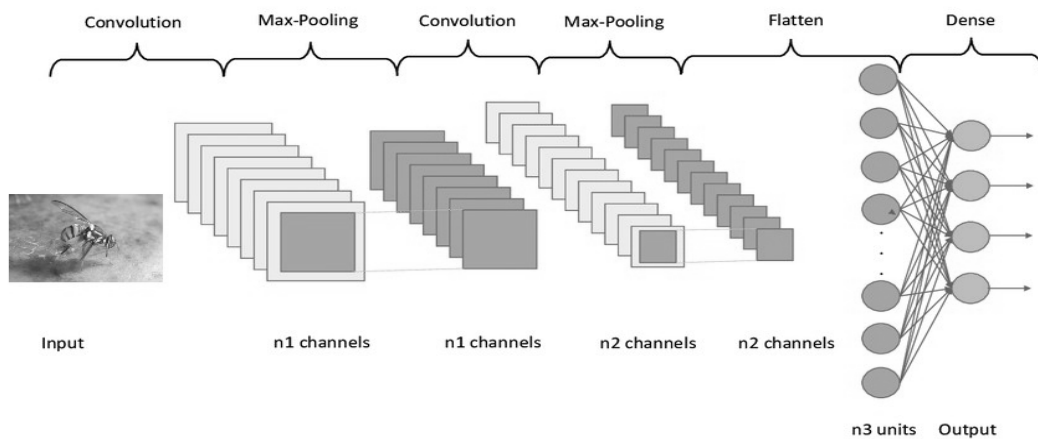 Convolution Max-Pooling Convolution Max-Pooling Flatten Dense
Input n1 channels n1 channels n2 channels n2 channels
n3 units Output